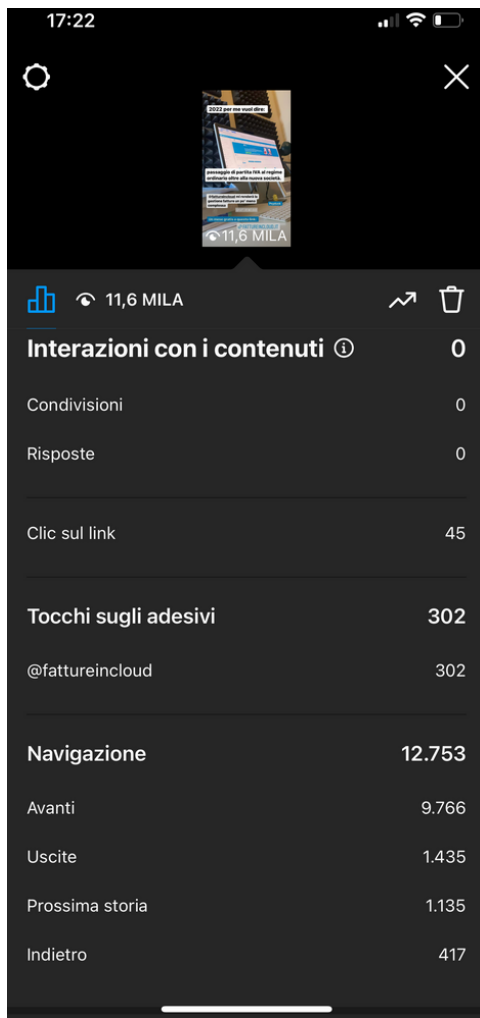 17:22
2022 per me vuol dire:
passaggio di partita IVA al regime
ordinario oltre alla nuova società.
11,6 MILA
11,6 MILA
Interazioni con i contenuti 0
Condivisioni 0
Risposte 0
Clic sul link 45
Tocchi sugli adesivi 302
@fattureincloud 302
Navigazione 12.753
Avanti 9.766
Uscite 1.435
Prossima storia 1.135
Indietro 417